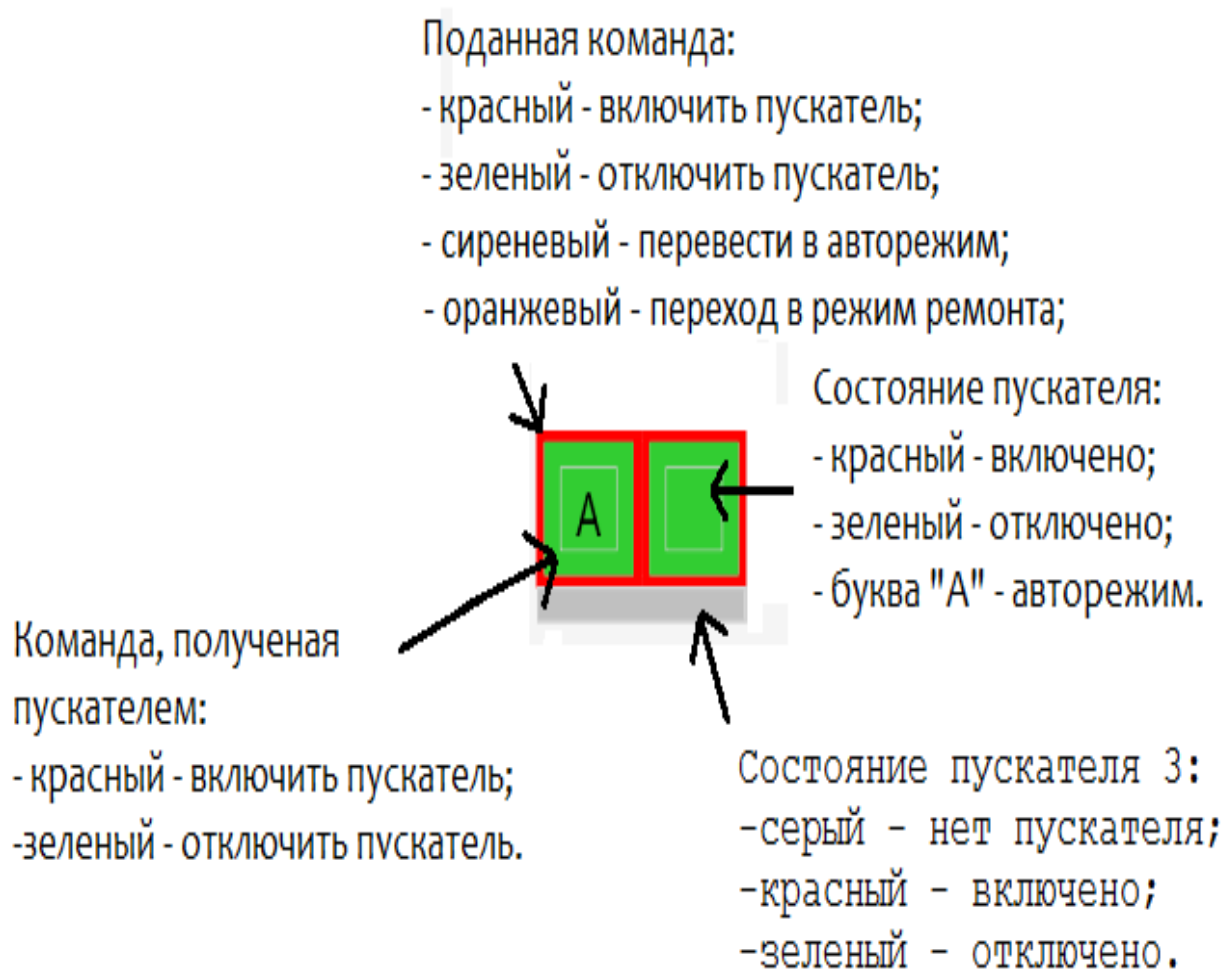 Поданная команда:
- красный - включить пускатель;
- зеленый - отключить пускатель;
- сиреневый - перевести в авторежим;
- оранжевый - переход в режим ремонта;
Состояние пускателя:
- красный - включено;
- зеленый - отключено;
- буква "А" - авторежим.
А
Команда, полученая
пускателем:
- красный - включить пускатель;
-зеленый - отключить пускатель.
Состояние пускателя 3:
-серый - нет пускателя;
-красный - включено;
-зеленый - отключено.